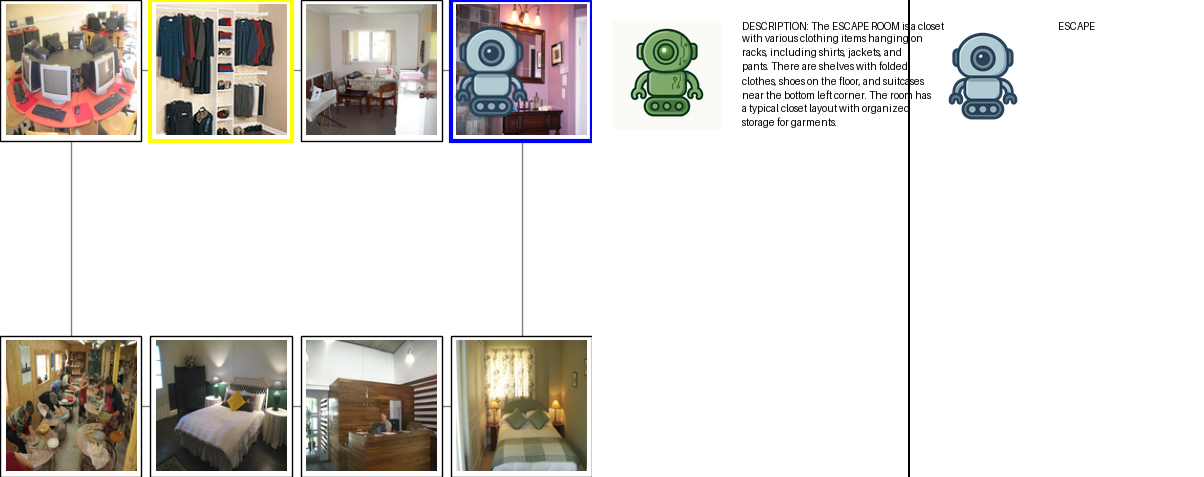 DESCRIPTION: The ESCAPE ROOM is a closet
with various clothing items hanging on
racks, including shirts, jackets, and
pants. There are shelves with folded
clothes, shoes on the floor, and suitcases
near the bottom left corner. The room has
a typical closet layout with organized
storage for garments.
ESCAPE